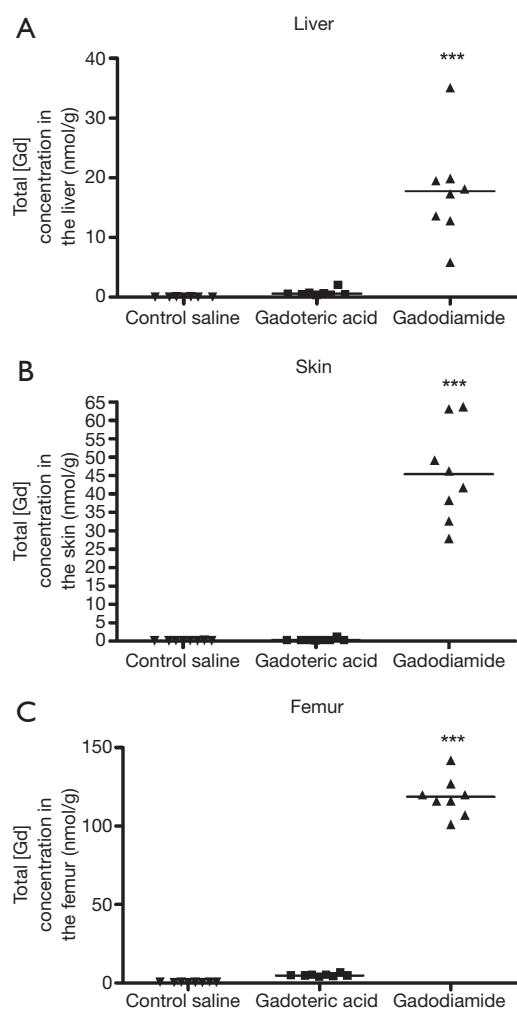 A
Liver
***
Total [Gd]
concentration in
the liver (nmol/g)
40
30
20
10
0
Control saline Gadoteric acid Gadodiamide
B
Skin
***
Total [Gd]
concentration in
the skin (nmol/g)
65
60
55
50
45
40
35
30
25
20
15
10
5
0
Control saline Gadoteric acid Gadodiamide
C
Femur
***
Total [Gd]
concentration in
the femur (nmol/g)
150
100
50
0
Control saline Gadoteric acid Gadodiamide